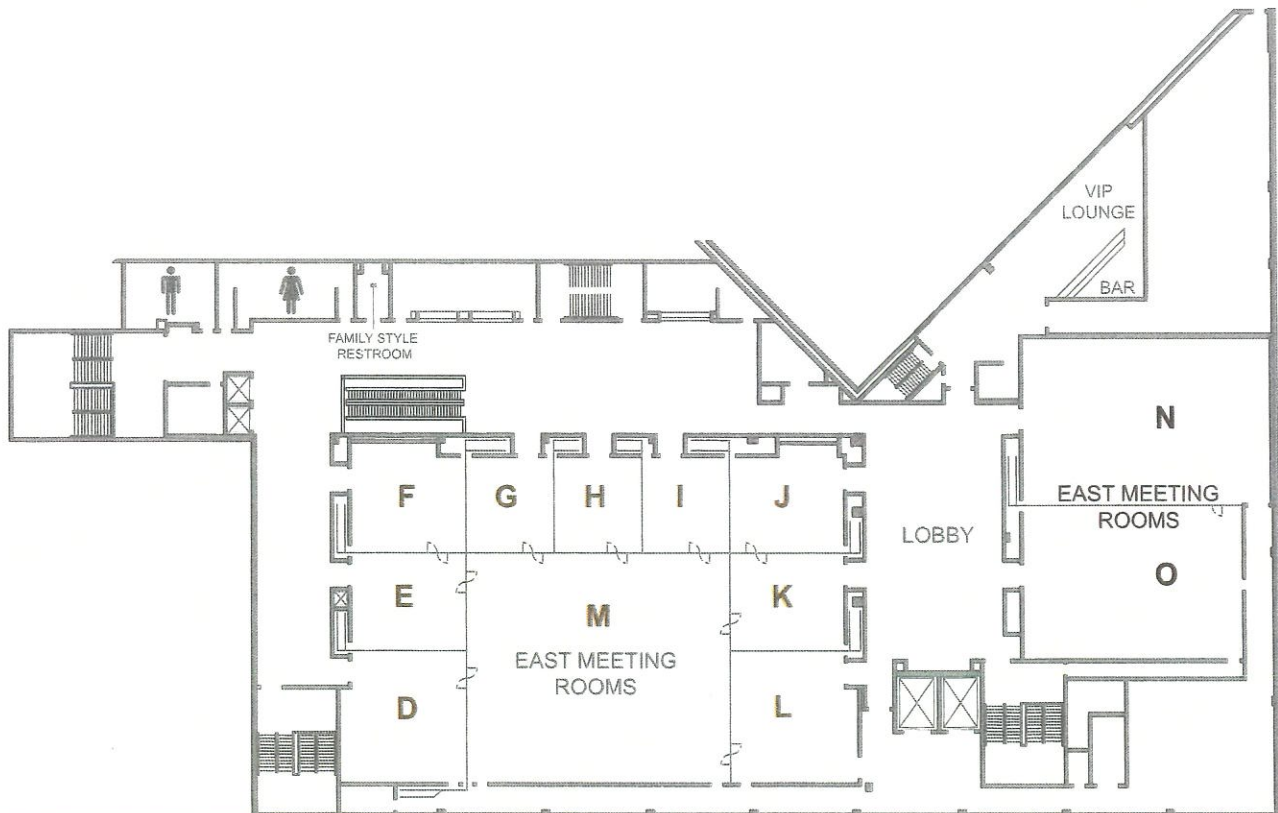 VIP
LOUNGE
BAR
FAMILY STYLE
RESTROOM
N
F
G
H
I
J
EAST MEETING
ROOMS
LOBBY
O
E
K
M
EAST MEETING
ROOMS
D
L